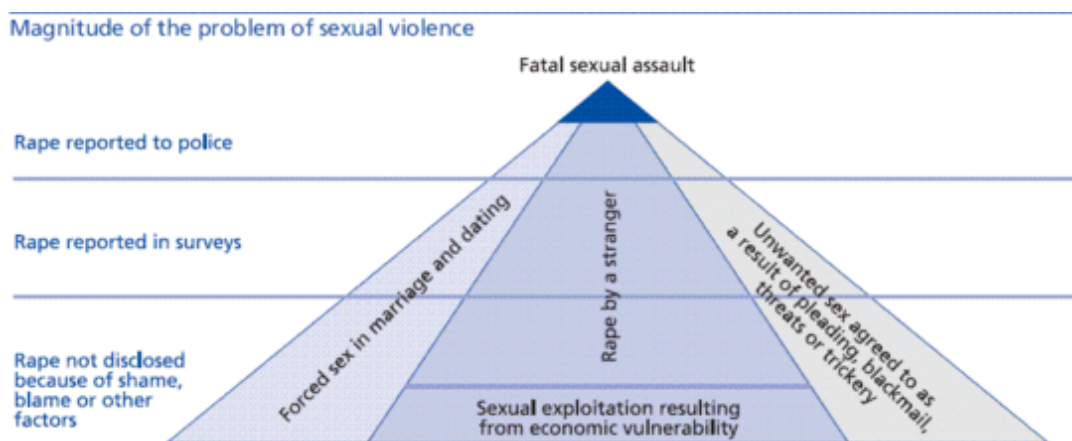 Magnitude of the problem of sexual violence
Fatal sexual assault
Rape reported to police
Rape reported in surveys
Rape not disclosed
because of shame,
blame or other
factors
Forced sex in marriage and dating
Rape by a stranger
Unwanted sex agreed to as
a result of pleading, blackmail,
threats or trickery
Sexual exploitation resulting
from economic vulnerability